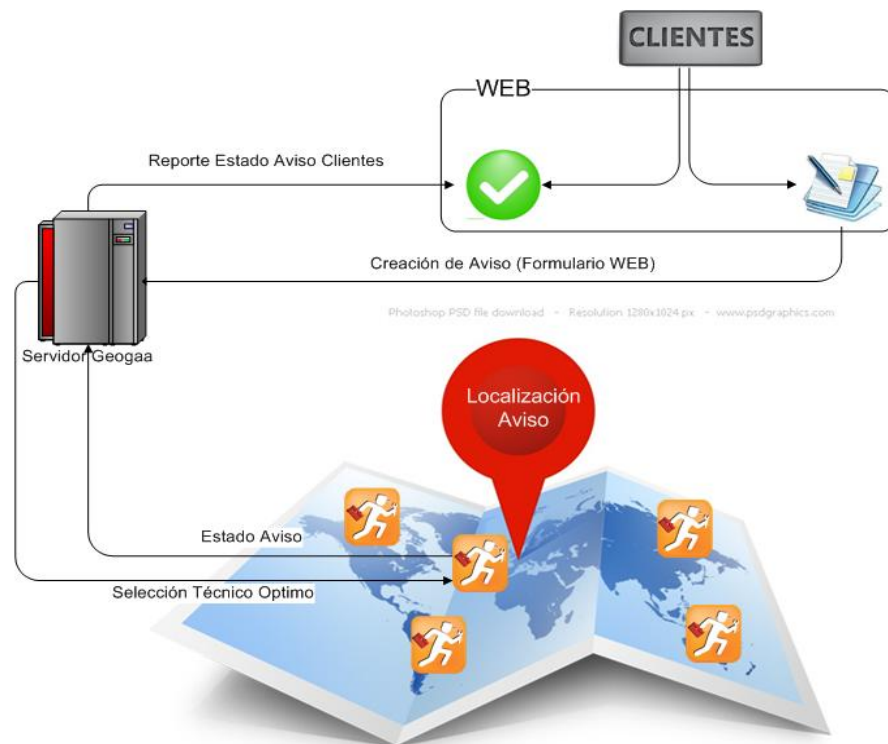 CLIENTES
WEB
Reporte Estado Aviso Clientes
Creación de Aviso (Formulario WEB)
Photoshop PSD file download - Resolution 1280x1024 px - www.psdgraphics.com
Servidor Geogaa
Localización
Aviso
Estado Aviso
Selección Técnico Optimo